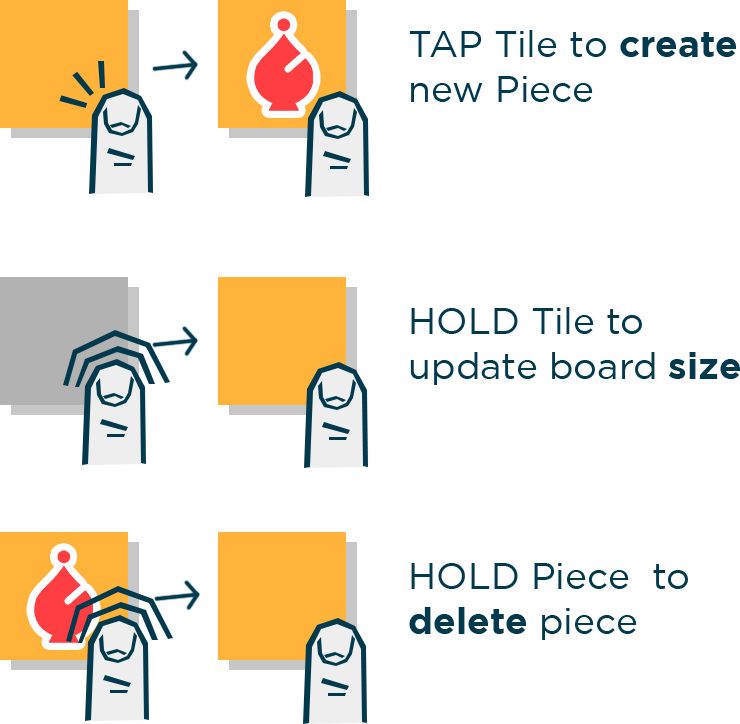 TAP Tile to create
new Piece
HOLD Tile to
update board size
HOLD Piece  to
delete piece